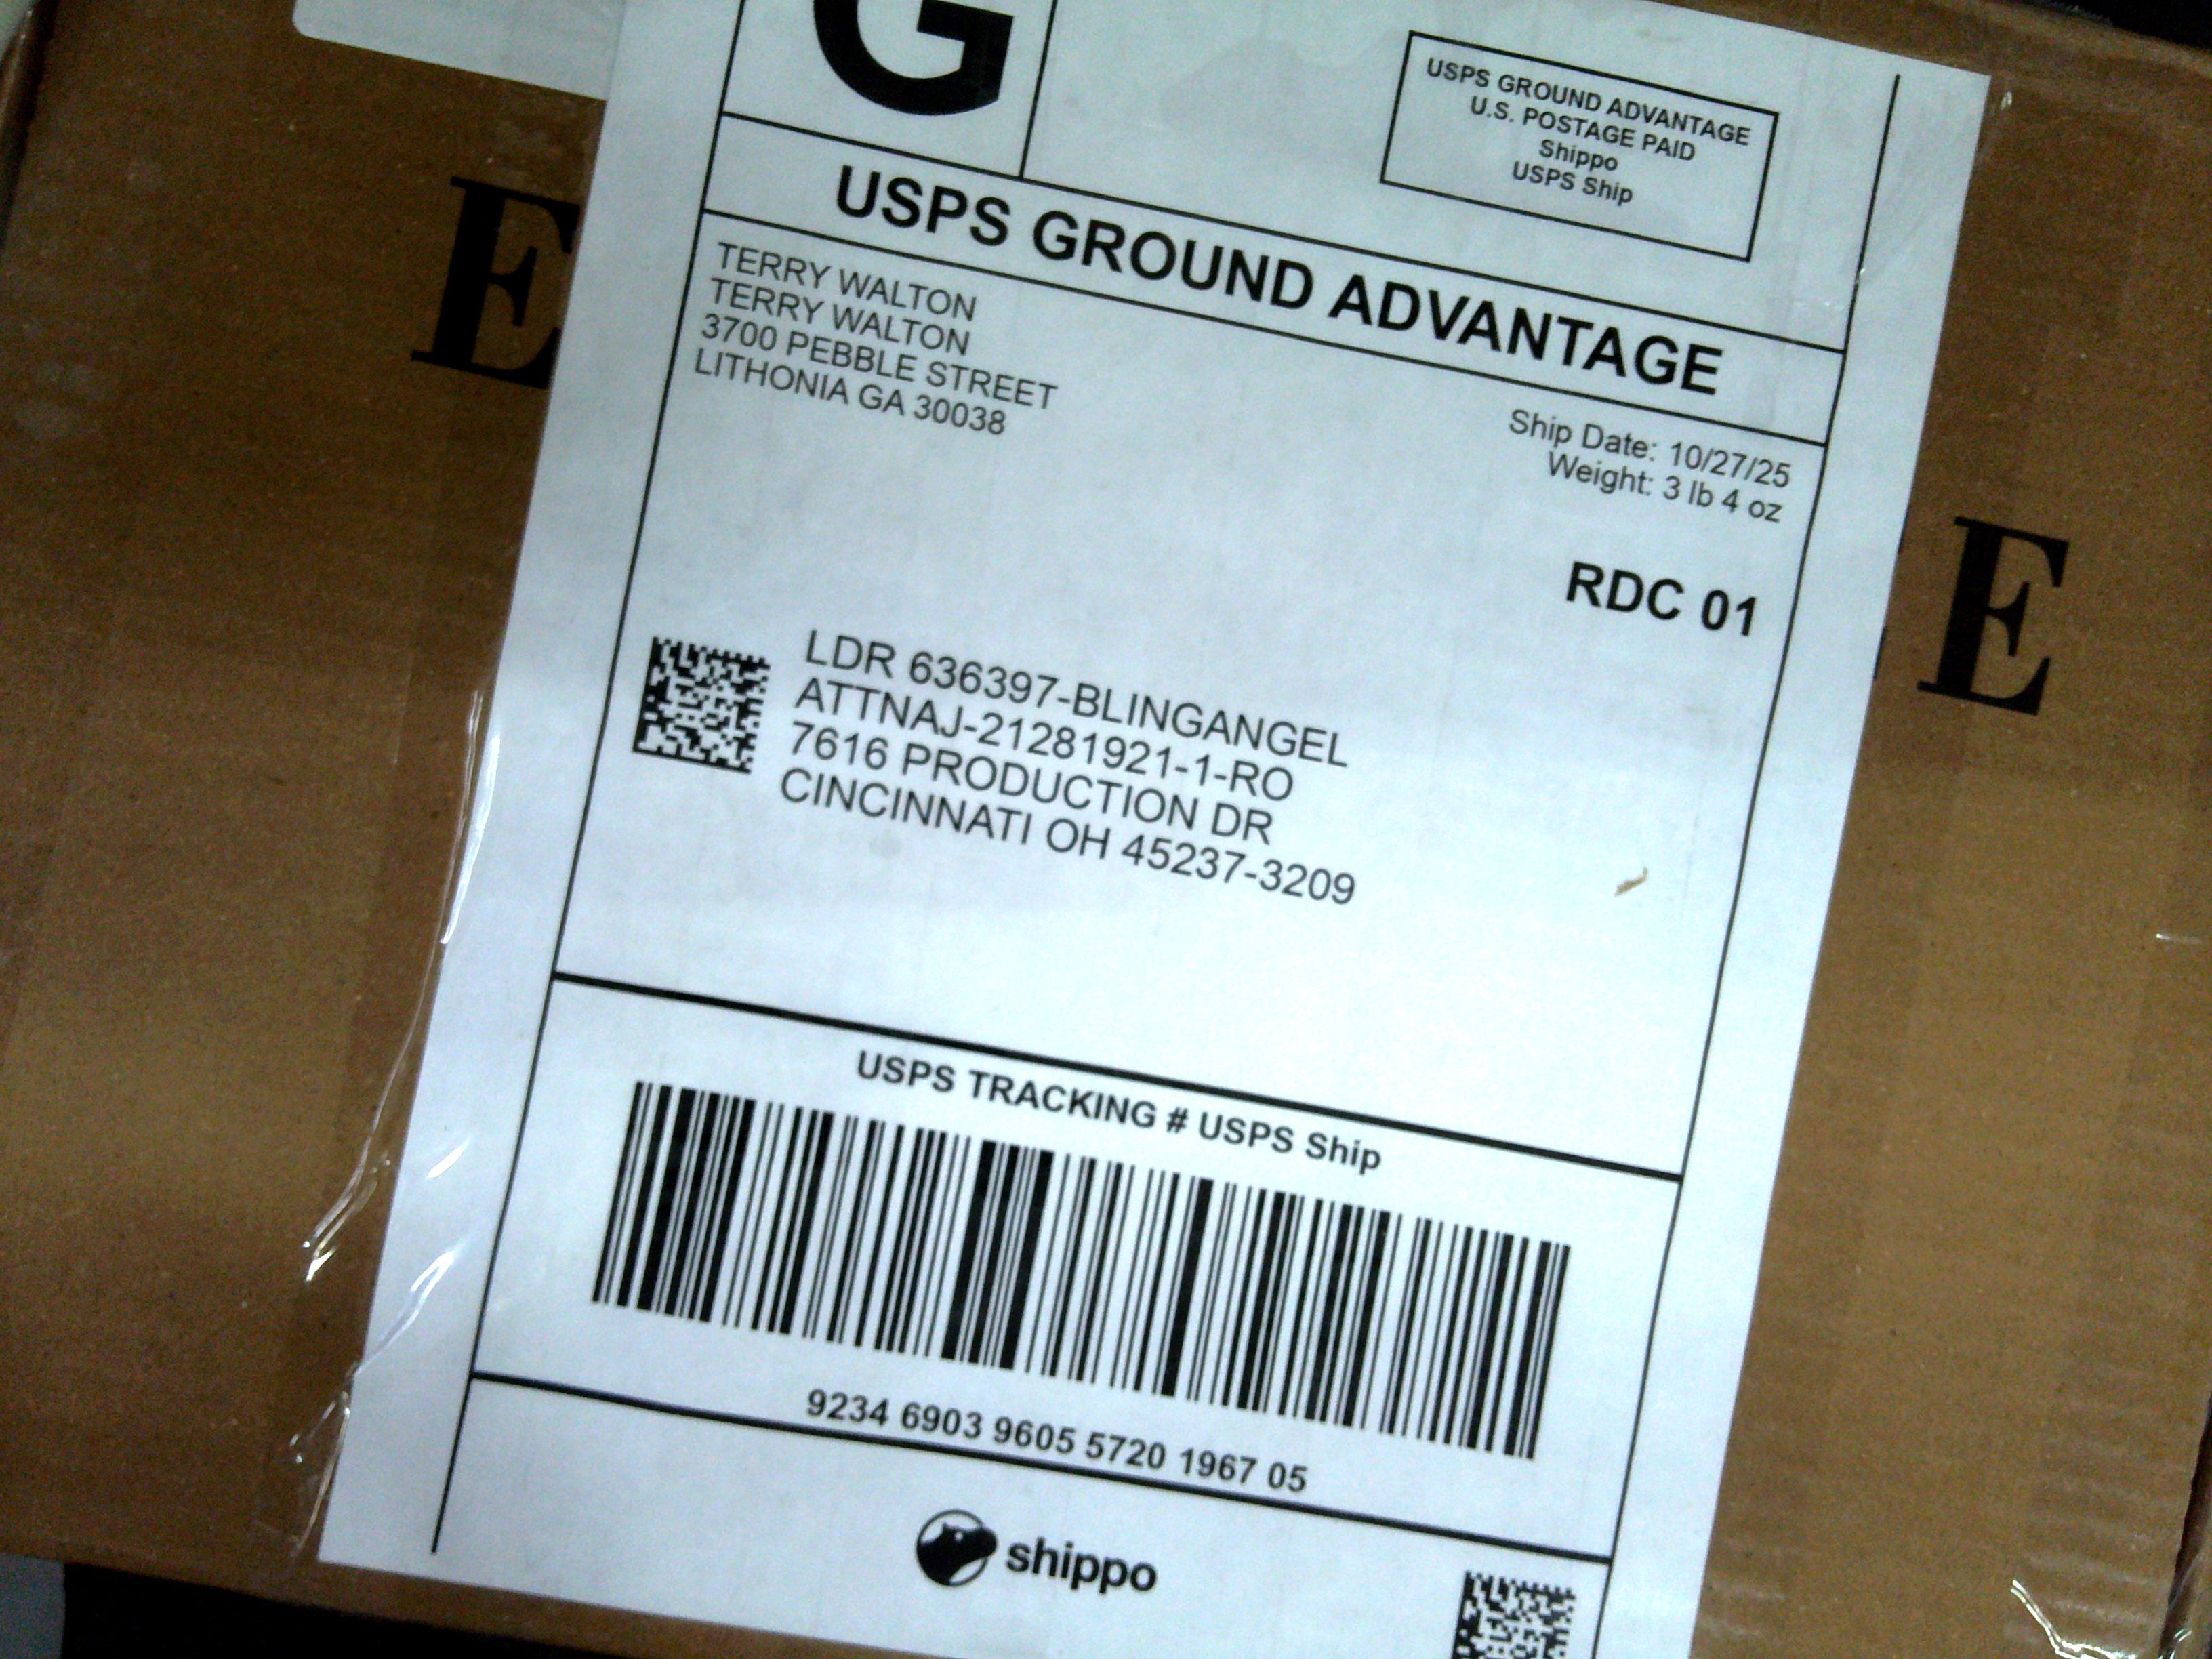 G
USPS GROUND ADVANTAGE
U.S. POSTAGE PAID
Shippo
USPS Ship
USPS GROUND ADVANTAGE
TERRY WALTON
TERRY WALTON
3700 PEBBLE STREET
LITHONIA GA 30038
Ship Date: 10/27/25
Weight: 3 lb 4 oz
RDC 01
LDR 636397-BLINGANGEL
ATTNAJ-21281921-1-RO
7616 PRODUCTION DR
CINCINNATI OH 45237-3209
USPS TRACKING # USPS Ship
9234 6903 9605 5720 1967 05
shippo
E
E